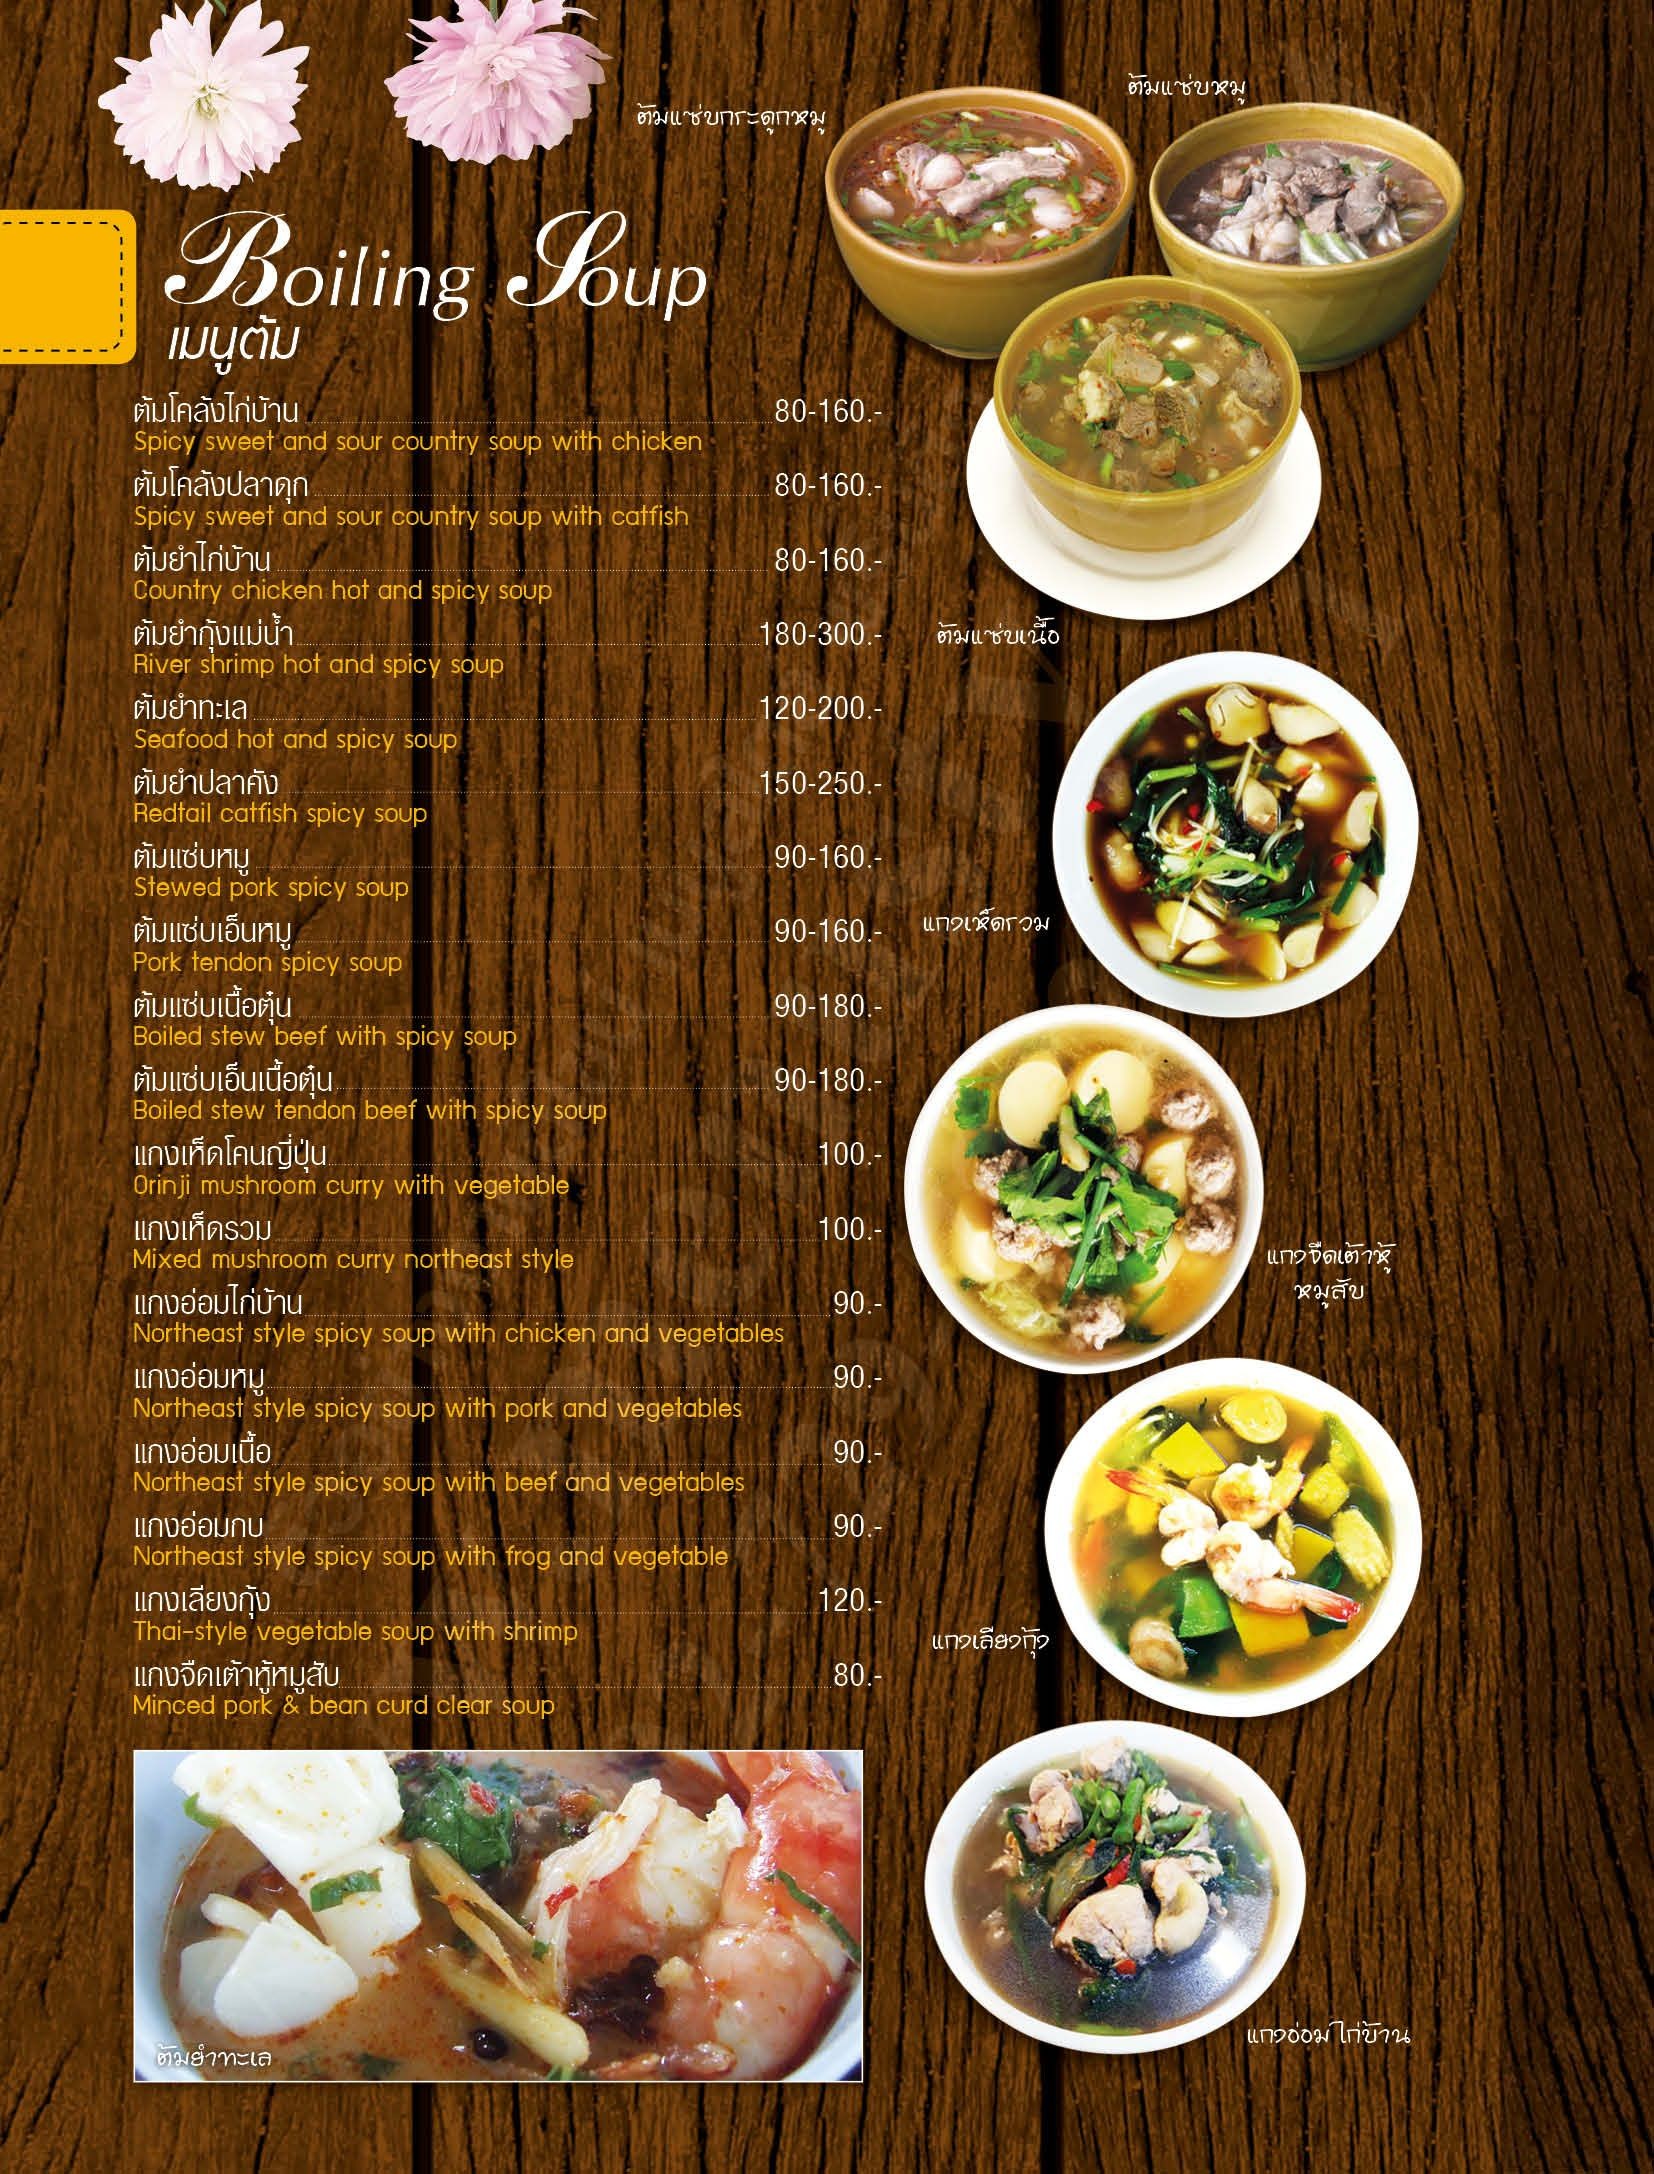 ต้มแซ่บกระดูกหมู
ต้มแซ่บหมู
Boiling Soup
เมนูต้ม
ต้มโคล้งไก่บ้าน 80-160.-
Spicy sweet and sour country soup with chicken
ต้มโคล้งปลาดุก 80-160.-
Spicy sweet and sour country soup with catfish
ต้มยำไก่บ้าน 80-160.-
Country chicken hot and spicy soup
ต้มยำกุ้งแม่น้ำ 180-300.-
River shrimp hot and spicy soup
ต้มยำทะเล 120-200.-
Seafood hot and spicy soup
ต้มยำปลาคัง 150-250.-
Redtail catfish spicy soup
ต้มแซ่บหมู 90-160.-
Stewed pork spicy soup
ต้มแซ่บเอ็นหมู 90-160.-
Pork tendon spicy soup
ต้มแซ่บเนื้อตุ๋น 90-180.-
Boiled stew beef with spicy soup
ต้มแซ่บเอ็นเนื้อตุ๋น 90-180.-
Boiled stew tendon beef with spicy soup
แกงเห็ดโคนญี่ปุ่น 100.-
Orinji mushroom curry with vegetable
แกงเห็ดรวม 100.-
Mixed mushroom curry northeast style
แกงอ่อมไก่บ้าน 90.-
Northeast style spicy soup with chicken and vegetables
แกงอ่อมหมู 90.-
Northeast style spicy soup with pork and vegetables
แกงอ่อมเนื้อ 90.-
Northeast style spicy soup with beef and vegetables
แกงอ่อมกบ 90.-
Northeast style spicy soup with frog and vegetable
แกงเลียงกุ้ง 120.-
Thai-style vegetable soup with shrimp
แกงจืดเต้าหู้หมูสับ 80.-
Minced pork & bean curd clear soup
ต้มแซ่บเนื้อ
แกงเห็ดรวม
แกงจืดเต้าหู้
หมูสับ
แกงเลียงกุ้ง
แกงอ่อมไก่บ้าน
ต้มยำทะเล